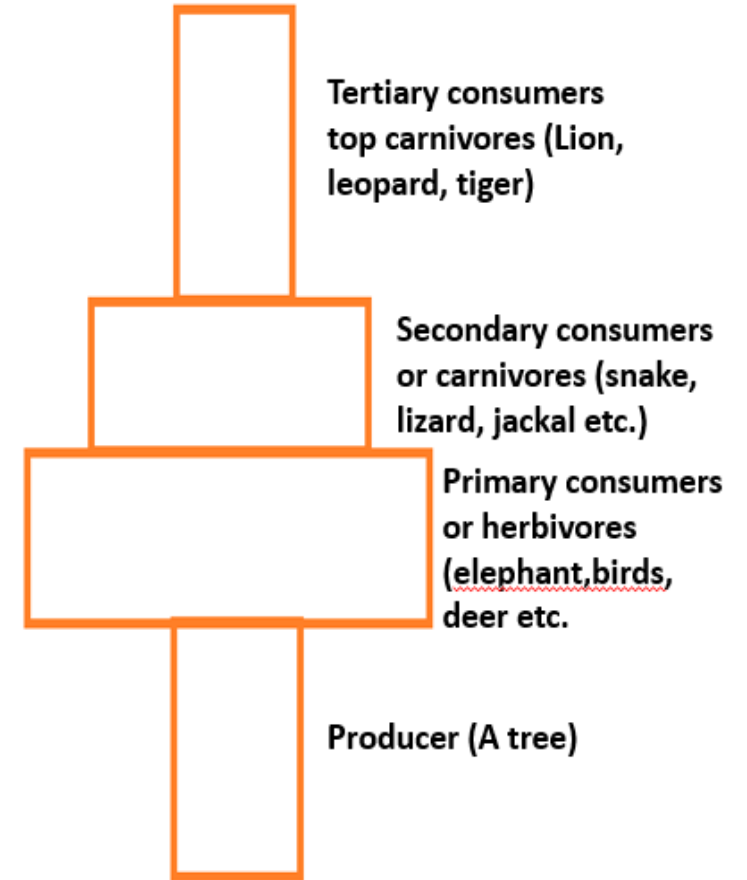 Tertiary consumers
top carnivores (Lion,
leopard, tiger)
Secondary consumers
or carnivores (snake,
lizard, jackal etc.)
Primary consumers
or herbivores
(elephant,birds,
deer etc.
Producer (A tree)